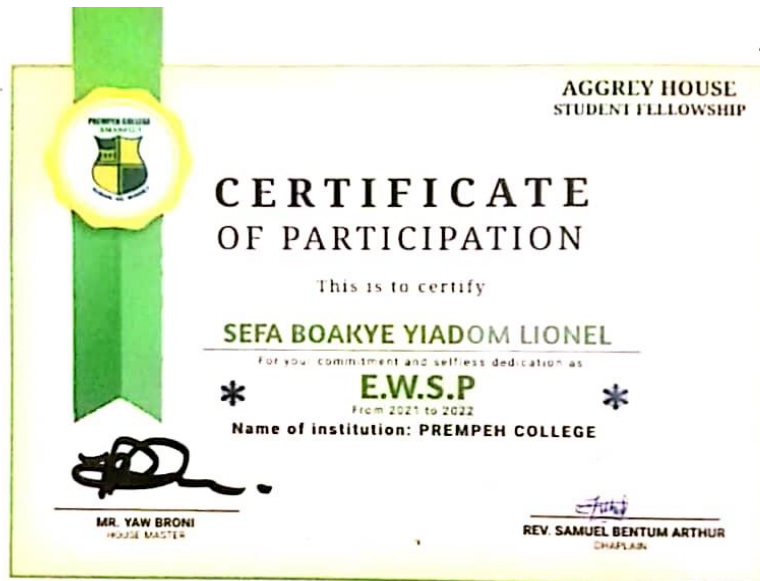 AGGREY HOUSE
STUDENT FELLOWSHIP
PREMPEH COLLEGE
CERTIFICATE
OF PARTICIPATION
This is to certify
SEFA BOAKYE YIADOM LIONEL
For your commitment and selfless dedication as
* E.W.S.P *
From 2021 to 2022
Name of institution: PREMPEH COLLEGE
MR. YAW BRONI
HOUSE MASTER
REV. SAMUEL BENTUM ARTHUR
CHAPLAIN